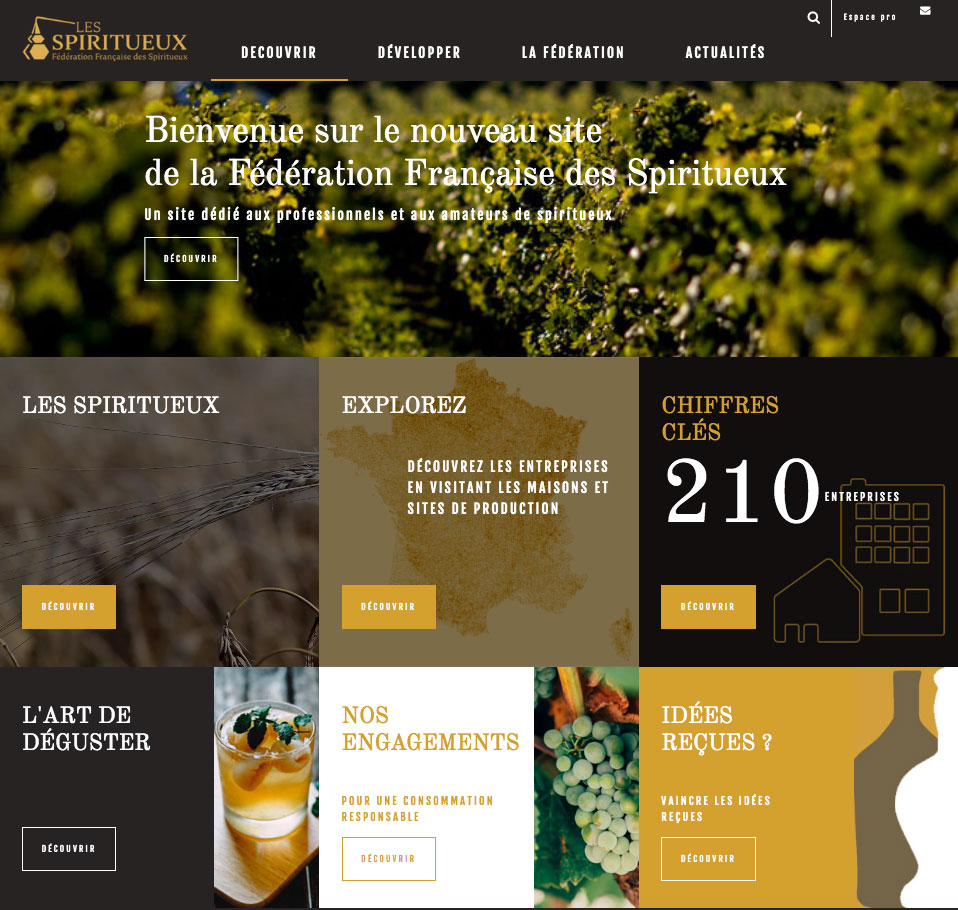 LES
SPIRITUEUX
Fédération Française des Spiritueux
Espace pro
DECOUVRIR
DÉVELOPPER
LA FÉDÉRATION
ACTUALITÉS
Bienvenue sur le nouveau site
de la Fédération Française des Spiritueux
Un site dédié aux professionnels et aux amateurs de spiritueux
DÉCOUVRIR
LES SPIRITUEUX
DÉCOUVRIR
EXPLOREZ
DÉCOUVREZ LES ENTREPRISES
EN VISITANT LES MAISONS ET
SITES DE PRODUCTION
DÉCOUVRIR
CHIFFRES
CLÉS
210 ENTREPRISES
DÉCOUVRIR
L'ART DE
DÉGUSTER
DÉCOUVRIR
NOS
ENGAGEMENTS
POUR UNE CONSOMMATION
RESPONSABLE
DÉCOUVRIR
IDÉES
REÇUES ?
VAINCRE LES IDÉES
REÇUES
DÉCOUVRIR